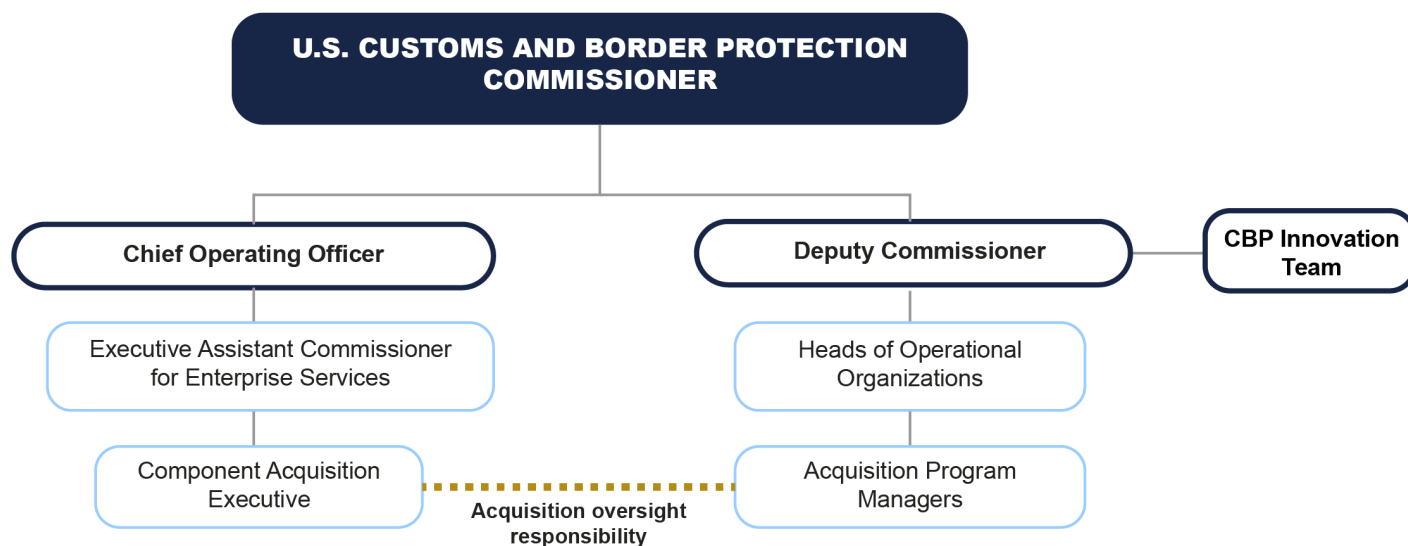 U.S. CUSTOMS AND BORDER PROTECTION
COMMISSIONER
Chief Operating Officer
Deputy Commissioner
CBP Innovation
Team
Executive Assistant Commissioner
for Enterprise Services
Heads of Operational
Organizations
Component Acquisition
Executive
Acquisition Program
Managers
Acquisition oversight
responsibility